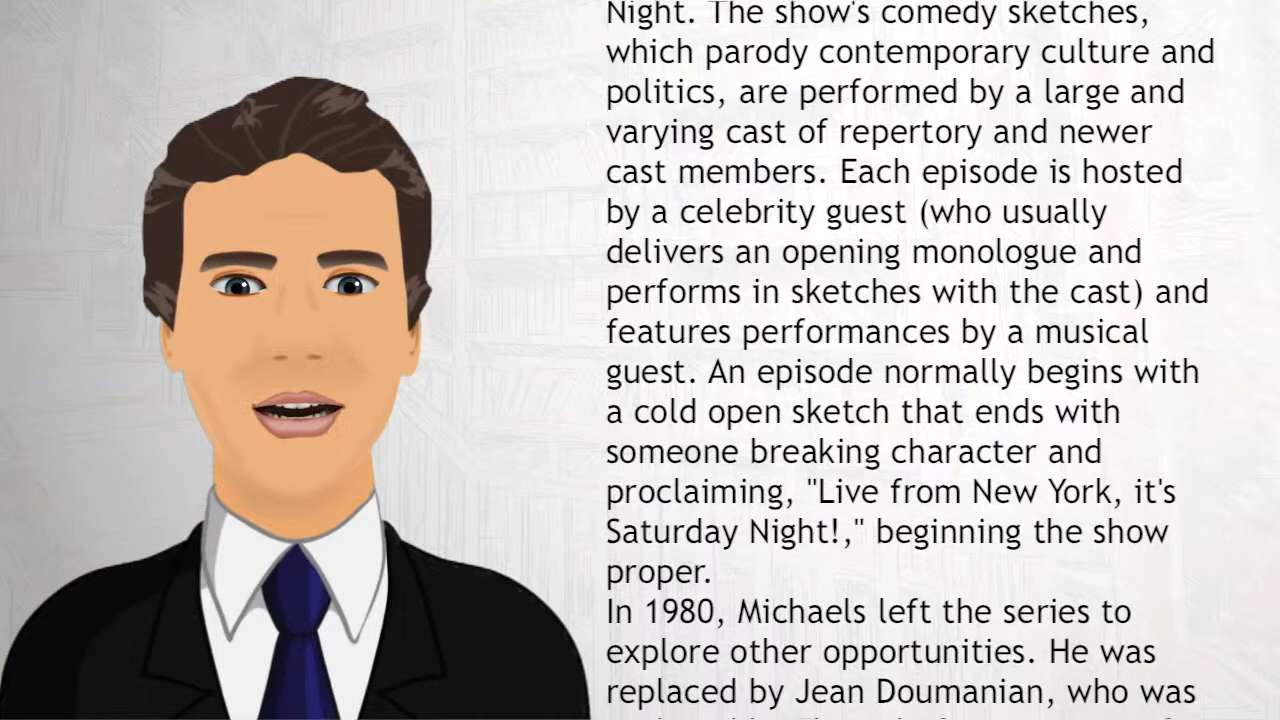 Night. The show's comedy sketches,
which parody contemporary culture and
politics, are performed by a large and
varying cast of repertory and newer
cast members. Each episode is hosted
by a celebrity guest (who usually
delivers an opening monologue and
performs in sketches with the cast) and
features performances by a musical
guest. An episode normally begins with
a cold open sketch that ends with
someone breaking character and
proclaiming, "Live from New York, it's
Saturday Night!," beginning the show
proper.
In 1980, Michaels left the series to
explore other opportunities. He was
replaced by Jean Doumanian, who was